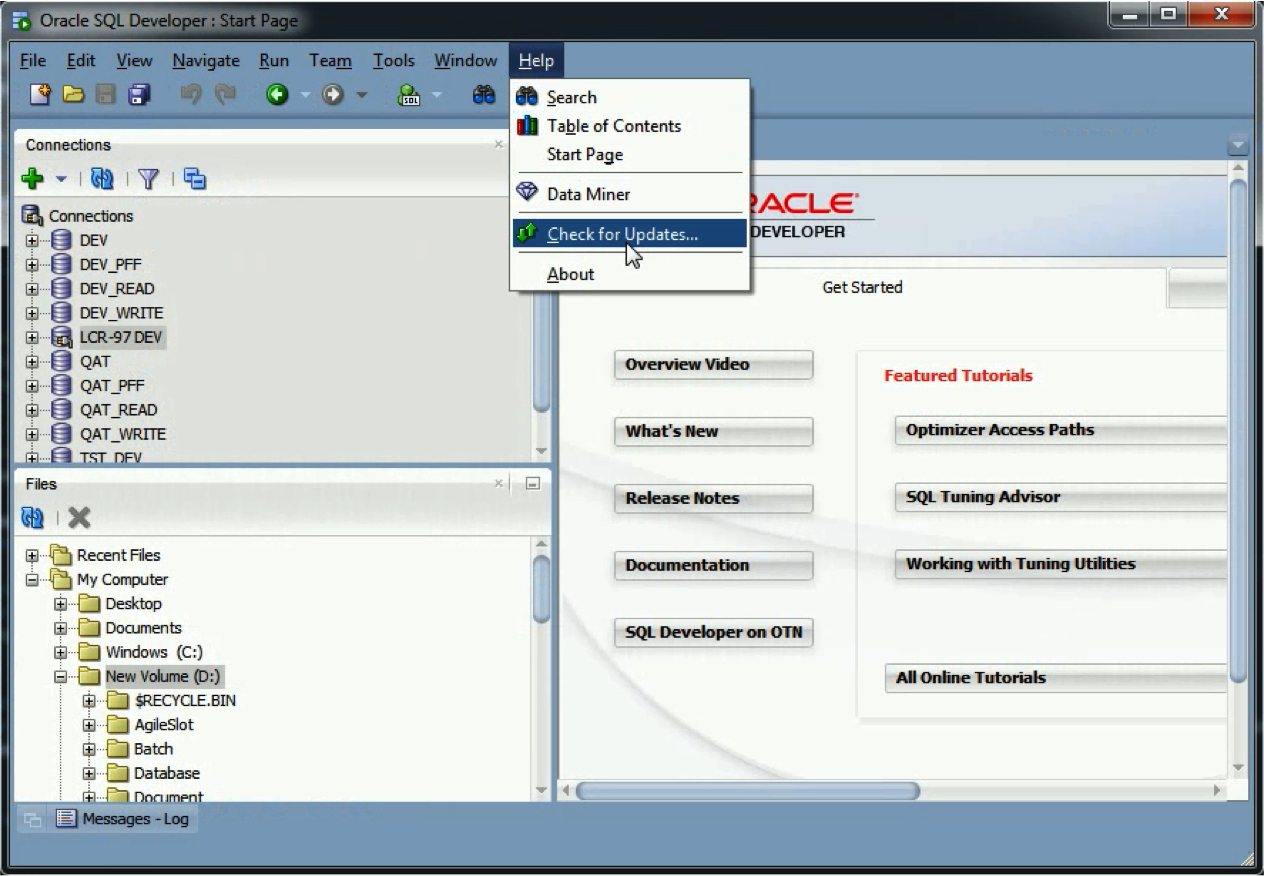 Oracle SQL Developer : Start Page
File Edit View Navigate Run Team Tools Window Help
SQL
Search
Table of Contents
Start Page
Data Miner
Check for Updates...
About
Connections
Connections
DEV
DEV_PFF
DEV_READ
DEV_WRITE
LCR-97 DEV
QAT
QAT_PFF
QAT_READ
QAT_WRITE
TST_DEV
Files
Recent Files
My Computer
Desktop
Documents
Windows (C:)
New Volume (D:)
$RECYCLE.BIN
AgileSlot
Batch
Database
Document
Messages - Log
ACLE
DEVELOPER
Get Started
Overview Video
What's New
Release Notes
Documentation
SQL Developer on OTN
Featured Tutorials
Optimizer Access Paths
SQL Tuning Advisor
Working with Tuning Utilities
All Online Tutorials